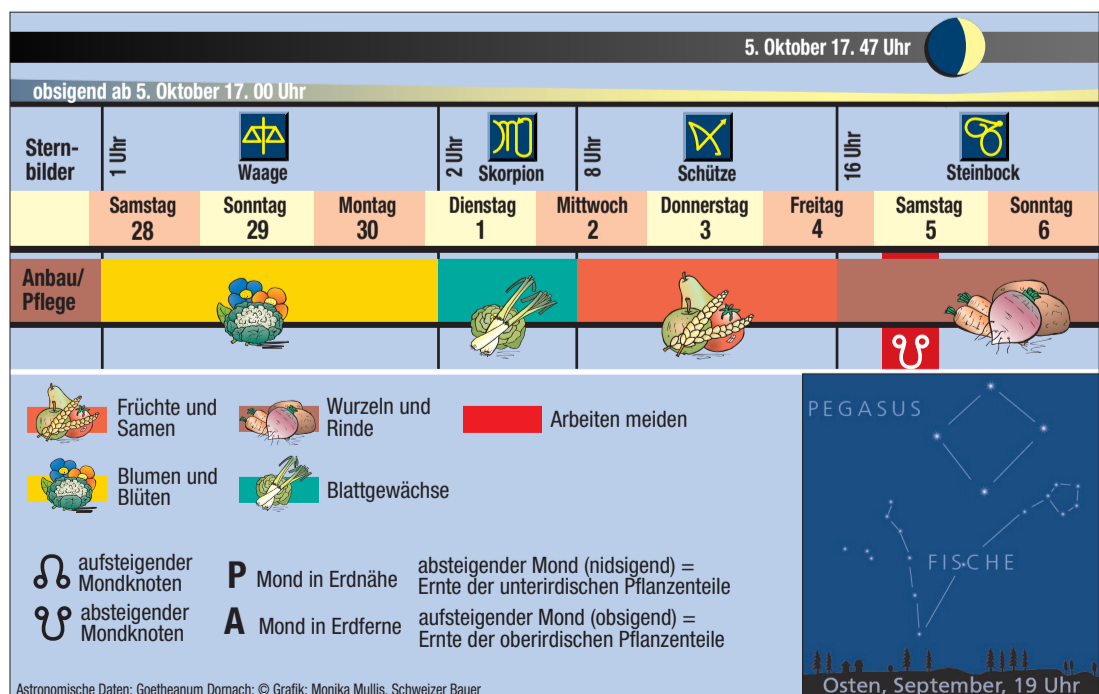 5. Oktober 17. 47 Uhr
obsigend ab 5. Oktober 17. 00 Uhr
Stern-
bilder
1 Uhr
Waage
2 Uhr
Skorpion
8 Uhr
Schütze
16 Uhr
Steinbock
Samstag Sonntag Montag Dienstag Mittwoch Donnerstag Freitag Samstag Sonntag
28 29 30 1 2 3 4 5 6
Anbau/
Pflege
Früchte und
Samen
Wurzeln und
Rinde
Arbeiten meiden
Blumen und
Blüten
Blattgewächse
aufsteigender
Mondknoten
P Mond in Erdnähe
absteigender Mond (nidsigend) =
Ernte der unterirdischen Pflanzenteile
absteigender
Mondknoten
A Mond in Erdferne
aufsteigender Mond (obsigend) =
Ernte der oberirdischen Pflanzenteile
PEGASUS
FISCHE
Osten, September, 19 Uhr
Astronomische Daten: Goetheanum Dornach; © Grafik: Monika Mullis, Schweizer Bauer